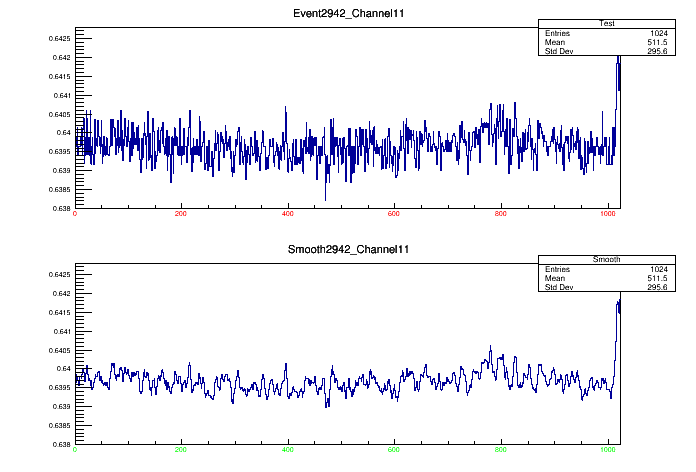 Event2942_Channel11
Test
Entries 1024
Mean 511.5
Std Dev 295.6
0.6425
0.642
0.6415
0.641
0.6405
0.64
0.6395
0.639
0.6385
0.638
0 200 400 600 800 1000
Smooth2942_Channel11
Smooth
Entries 1024
Mean 511.5
Std Dev 295.6
0.6425
0.642
0.6415
0.641
0.6405
0.64
0.6395
0.639
0.6385
0.638
0 200 400 600 800 1000